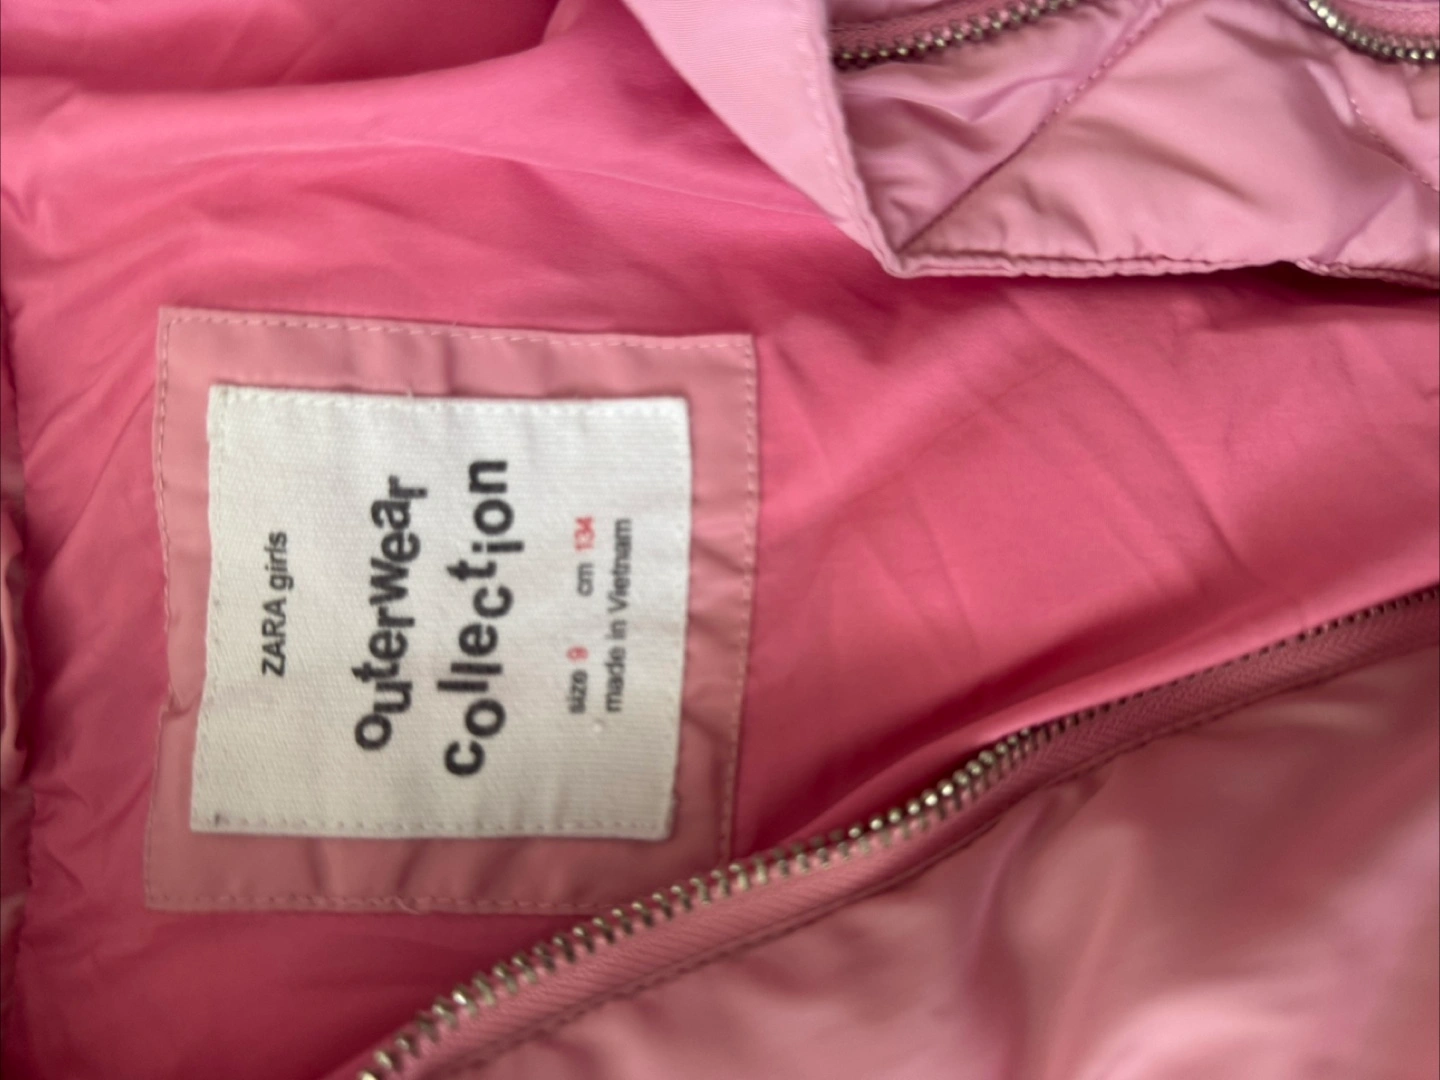 ZARA girls
outerwear
collection
size 9 cm 134
made in Vietnam